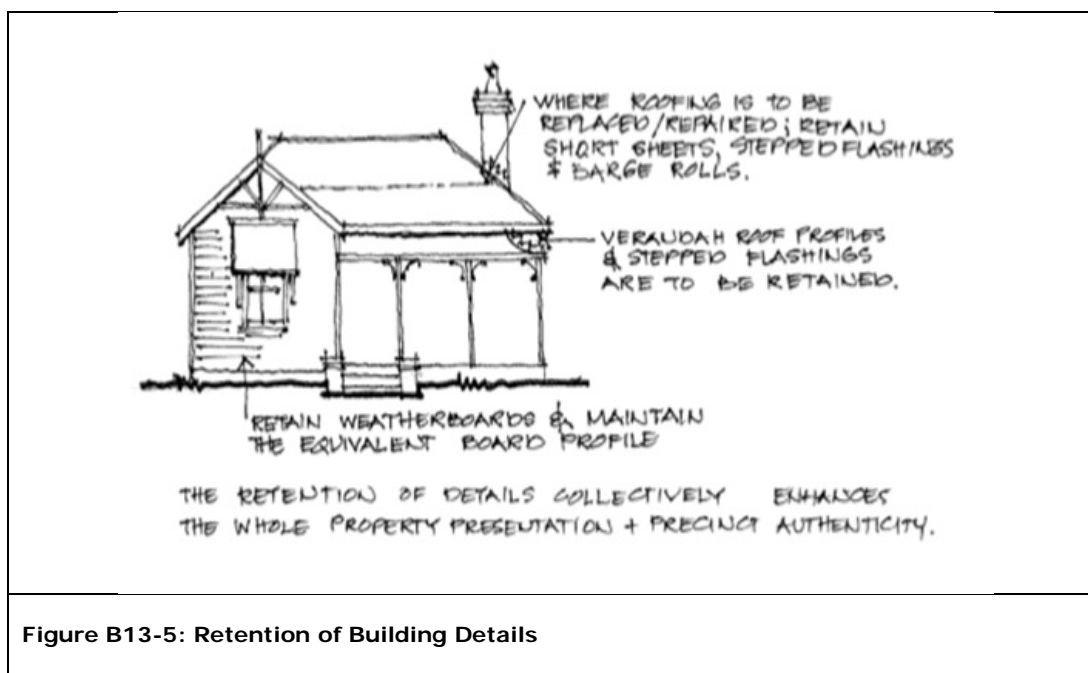 WHERE ROOFING IS TO BE
REPLACED/REPAIRED; RETAIN
SHORT SHEETS, STEPPED FLASHINGS
& BARGE ROLLS.
VERAUDAH ROOF PROFILES
& STEPPED FLASHINGS
ARE TO BE RETAINED.
RETAIN WEATHERBOARDS & MAINTAIN
THE EQUIVALENT BOARD PROFILE
THE RETENTION OF DETAILS COLLECTIVELY ENHANCES
THE WHOLE PROPERTY PRESENTATION + PRECINCT AUTHENTICITY.
Figure B13-5: Retention of Building Details